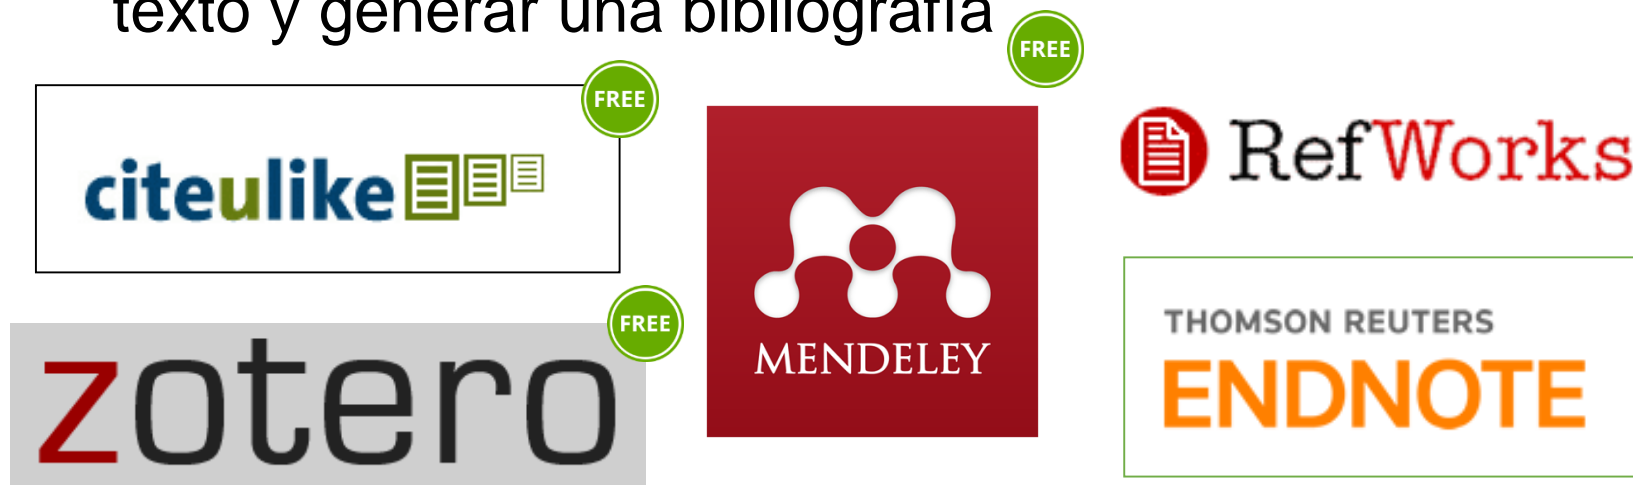 texto y generar una bibliografía
FREE
FREE
citeulike
RefWorks
MENDELEY
FREE
zotero
THOMSON REUTERS
ENDNOTE